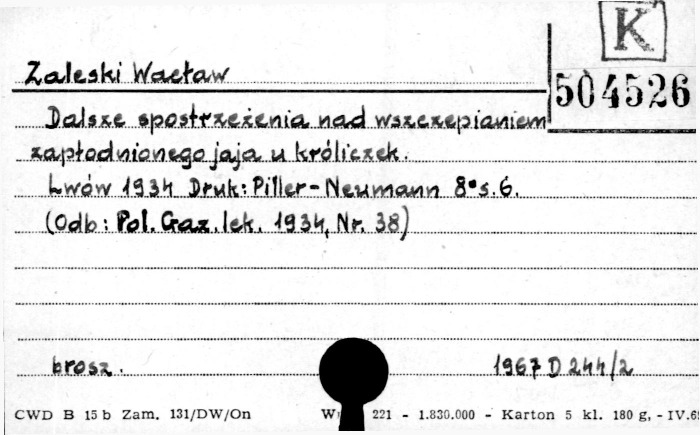 K
504526
Zaleski Wacław
Dalsze spostrzeżenia nad wszczepianiem
zapłodnionego jaja u króliczek.
Lwów 1934 Druk: Piller-Neumann 8° s. 6.
(Odb: Pol. Gaz. lek. 1934, Nr. 38)
brosz.
1967 D 244/2
CWD B 15 b Zam. 131/DW/On 221 - 1.830.000 - Karton 5 kl. 180 g. - IV.